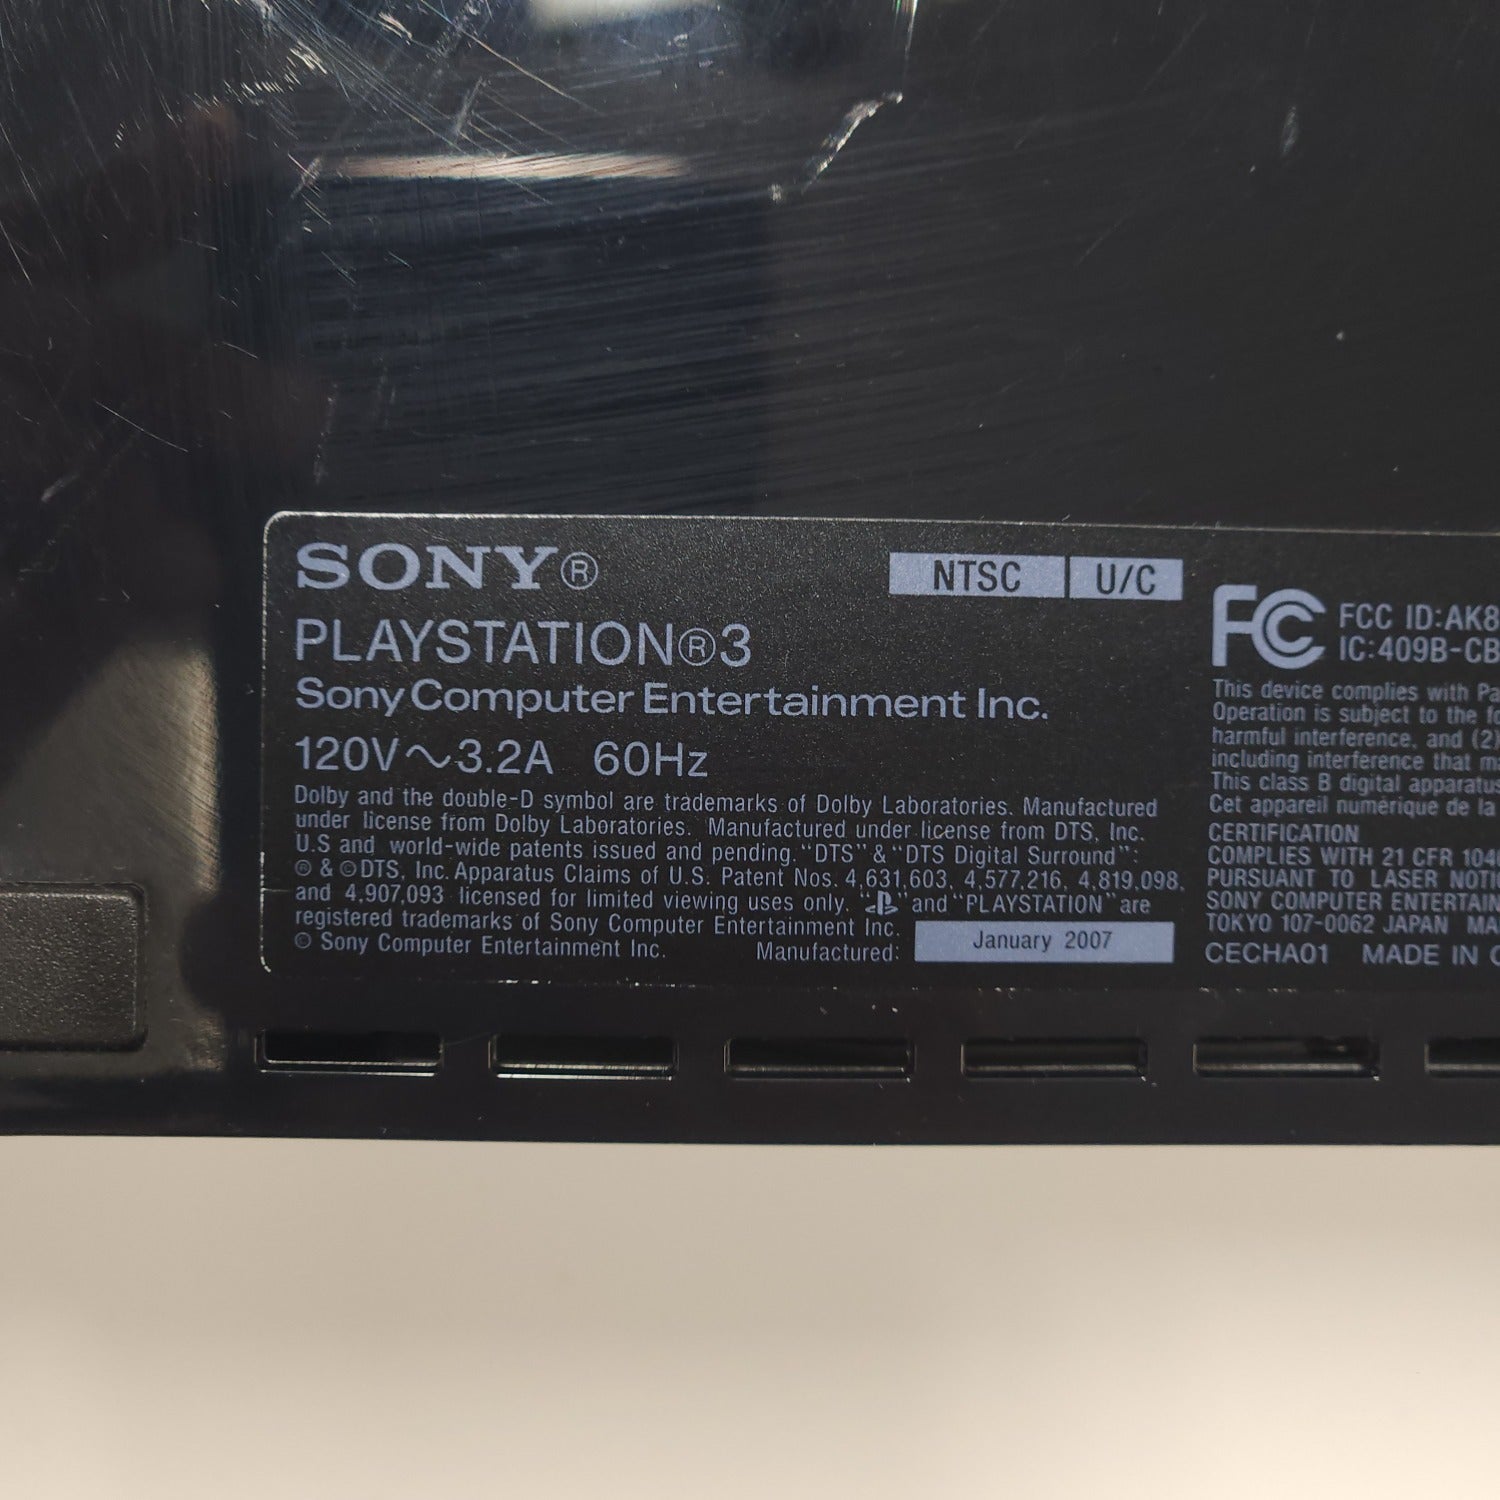 SONY®
NTSC U/C
PLAYSTATION®3
Sony Computer Entertainment Inc.
120V～3.2A 60Hz
Dolby and the double-D symbol are trademarks of Dolby Laboratories. Manufactured
under license from Dolby Laboratories. Manufactured under license from DTS, Inc.
U.S and world-wide patents issued and pending. "DTS" & "DTS Digital Surround":
® & ©DTS, Inc. Apparatus Claims of U.S. Patent Nos. 4,631,603, 4,577,216, 4,819,098,
and 4,907,093 licensed for limited viewing uses only. " " and "PLAYSTATION" are
registered trademarks of Sony Computer Entertainment Inc.
© Sony Computer Entertainment Inc. Manufactured: January 2007
FC FCC ID:AK8
IC:409B-CB
This device complies with Pa
Operation is subject to the fo
harmful interference, and (2)
including interference that m
This class B digital apparatus
Cet appareil numérique de la
CERTIFICATION
COMPLIES WITH 21 CFR 1040
PURSUANT TO LASER NOTI
SONY COMPUTER ENTERTAIN
TOKYO 107-0062 JAPAN MA
CECHA01 MADE IN C